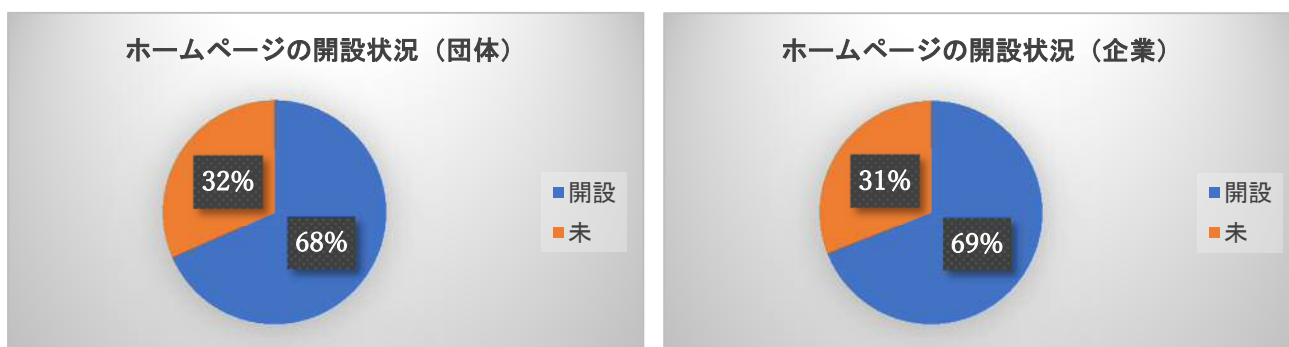 ホームページの開設状況（団体）
32%
68%
開設
未
ホームページの開設状況（企業）
31%
69%
開設
未